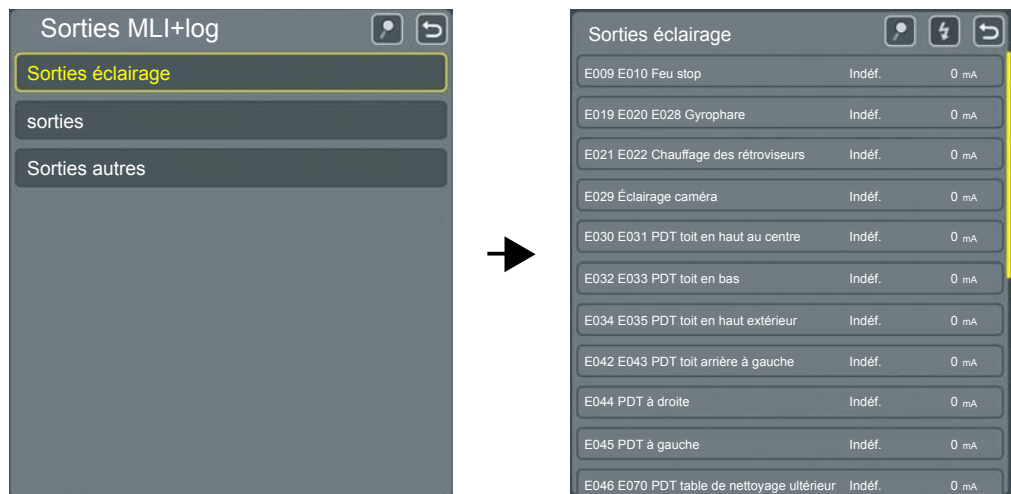 Sorties MLI+log
Sorties éclairage
sorties
Sorties autres
Sorties éclairage
E009 E010 Feu stop Indéf. 0 mA
E019 E020 E028 Gyrophare Indéf. 0 mA
E021 E022 Chauffage des rétroviseurs Indéf. 0 mA
E029 Éclairage caméra Indéf. 0 mA
E030 E031 PDT toit en haut au centre Indéf. 0 mA
E032 E033 PDT toit en bas Indéf. 0 mA
E034 E035 PDT toit en haut extérieur Indéf. 0 mA
E042 E043 PDT toit arrière à gauche Indéf. 0 mA
E044 PDT à droite Indéf. 0 mA
E045 PDT à gauche Indéf. 0 mA
E046 E070 PDT table de nettoyage ultérieur Indéf. 0 mA